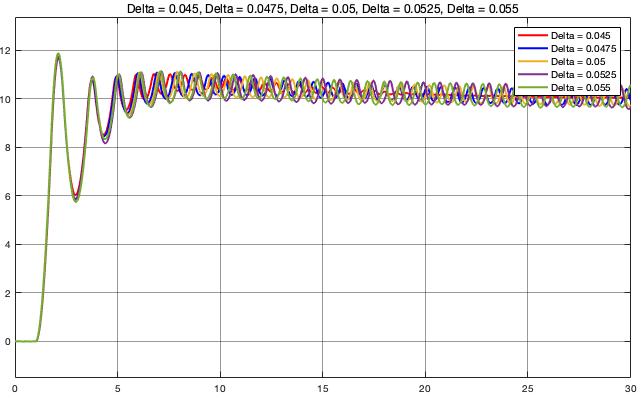 Delta = 0.045, Delta = 0.0475, Delta = 0.05, Delta = 0.0525, Delta = 0.055
Delta = 0.045
Delta = 0.0475
Delta = 0.05
Delta = 0.0525
Delta = 0.055
12
10
8
6
4
2
0
0 5 10 15 20 25 30